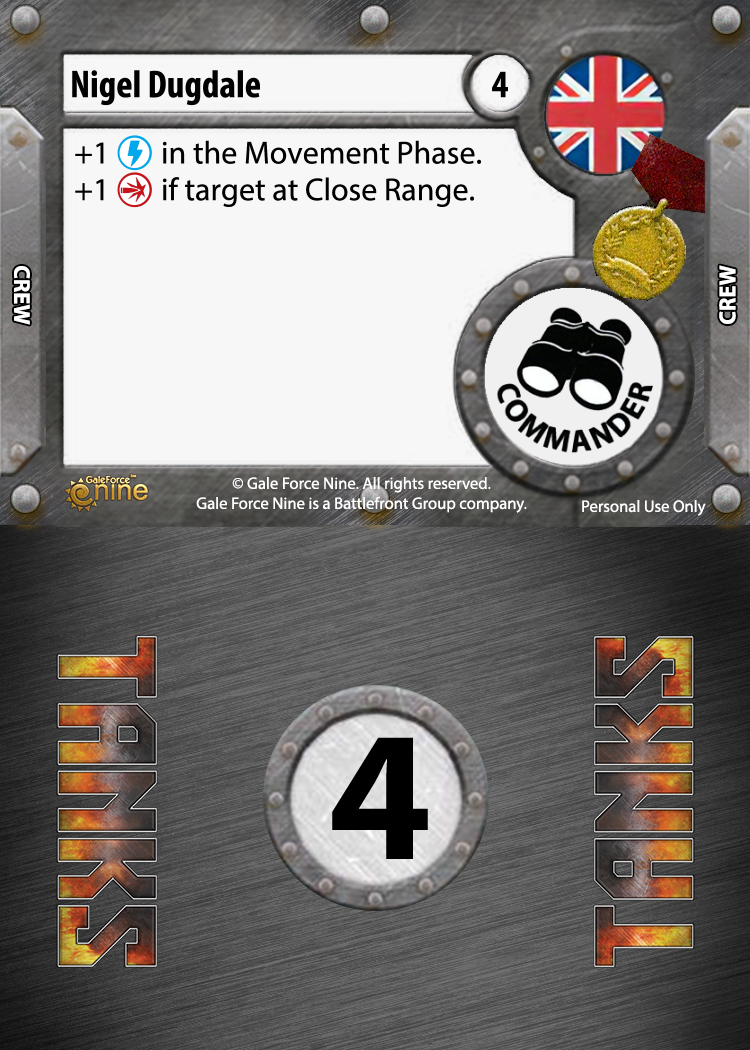 Nigel Dugdale
4
+1 in the Movement Phase.
+1 if target at Close Range.
CREW
CREW
COMMANDER
GaleForce™
nine
© Gale Force Nine. All rights reserved.
Gale Force Nine is a Battlefront Group company.
Personal Use Only
TANKS
4
TANKS